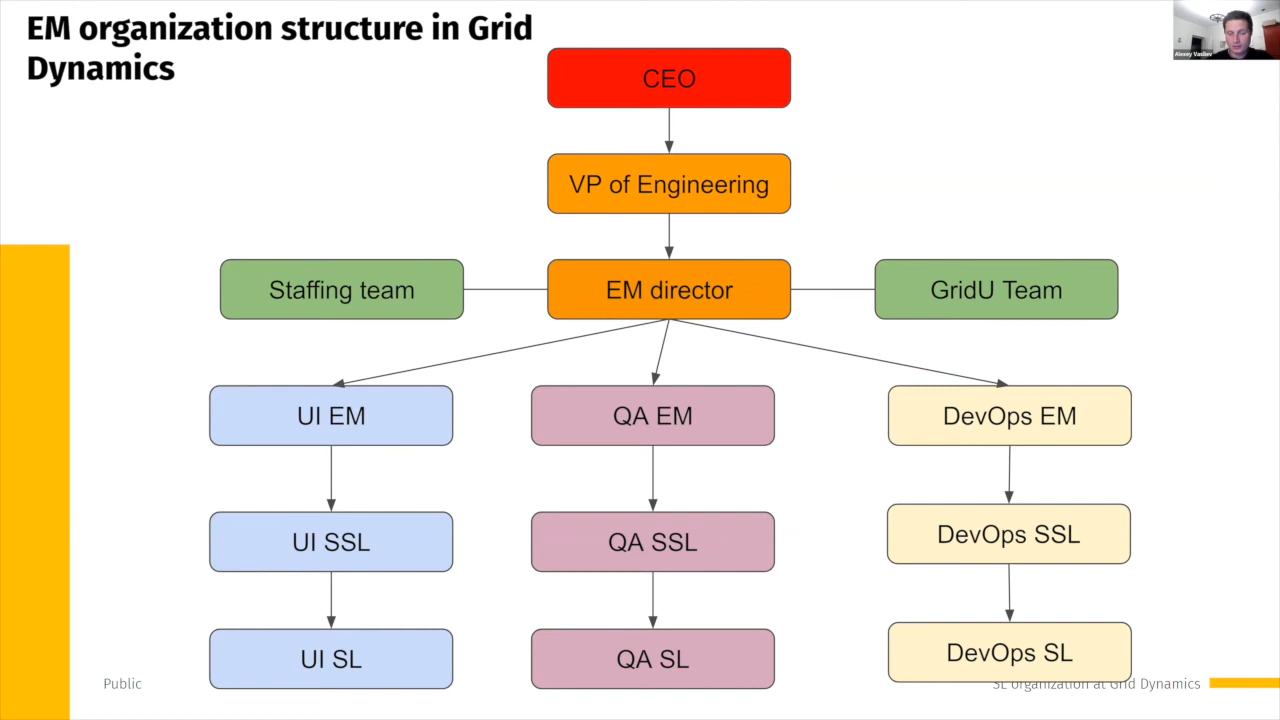 EM organization structure in Grid
Dynamics
Alexey Vasilev
CEO
VP of Engineering
Staffing team
EM director
GridU Team
UI EM
QA EM
DevOps EM
UI SSL
QA SSL
DevOps SSL
UI SL
QA SL
DevOps SL
Public
SL organization at Grid Dynamics